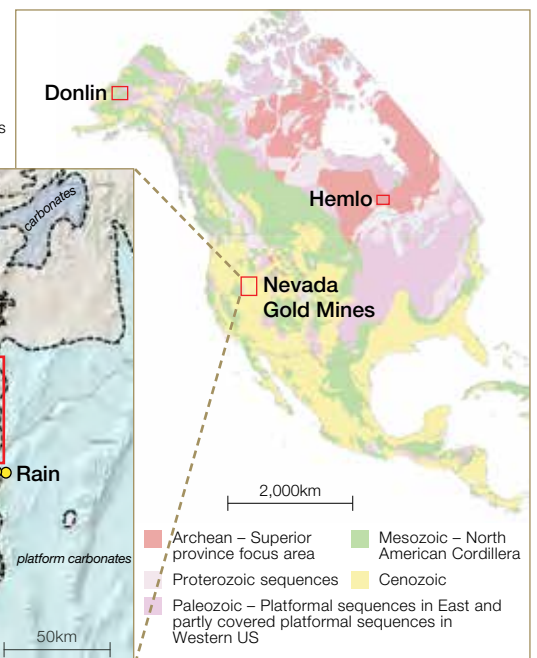 Donlin
s
carbonates
Hemlo
Nevada
Gold Mines
Rain
2,000km
platform carbonates
Archean – Superior
province focus area
Mesozoic – North
American Cordillera
Proterozoic sequences
Cenozoic
Paleozoic – Platformal sequences in East and
partly covered platformal sequences in
Western US
50km